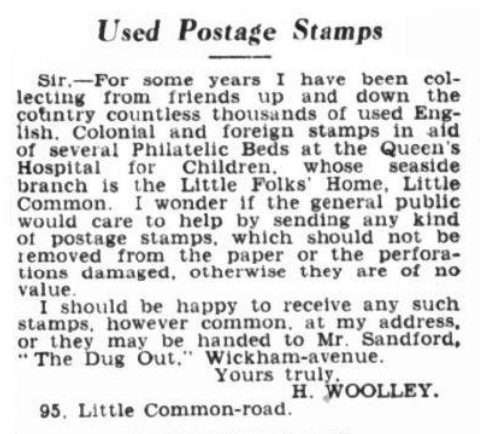 Used Postage Stamps
Sir,—For some years I have been col-
lecting from friends up and down the
country countless thousands of used Eng-
lish, Colonial and foreign stamps in aid
of several Philatelic Beds at the Queen's
Hospital for Children, whose seaside
branch is the Little Folks' Home, Little
Common. I wonder if the general public
would care to help by sending any kind
of postage stamps, which should not be
removed from the paper or the perfora-
tions damaged, otherwise they are of no
value.
I should be happy to receive any such
stamps, however common, at my address,
or they may be handed to Mr. Sandford,
"The Dug Out," Wickham-avenue.
Yours truly,
H. WOOLLEY.
95, Little Common-road.